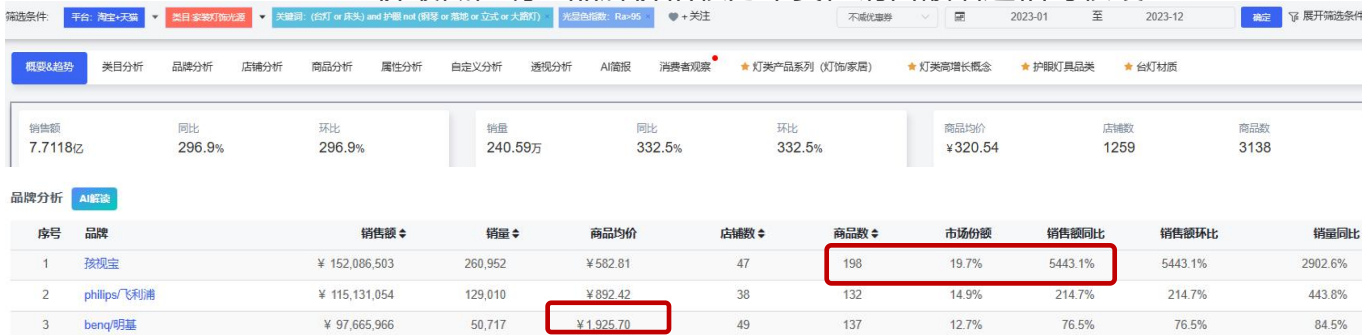 筛选条件: 平台: 淘宝+天猫 类目:家装灯饰光源 关键词: (台灯 or 床头) and 护眼 not (钢琴 or 落地 or 立式 or 大路灯) 光显色指数: Ra>95 +关注 不减优惠券 2023-01 至 2023-12 确定 展开筛选条件
概要&趋势 类目分析 品牌分析 店铺分析 商品分析 属性分析 自定义分析 透视分析 AI简报 消费者观察 灯类产品系列 (灯饰/家居) 灯类高增长概念 护眼灯具品类 台灯材质
销售额 同比 环比 销量 同比 环比 商品均价 店铺数 商品数
7.7118亿 296.9% 296.9% 240.59万 332.5% 332.5% ¥320.54 1259 3138
品牌分析 AI解读
序号 品牌 销售额 销量 商品均价 店铺数 商品数 市场份额 销售额同比 销售额环比 销量同比
1 孩视宝 ¥ 152,086,503 260,952 ¥582.81 47 198 19.7% 5443.1% 5443.1% 2902.6%
2 philips/飞利浦 ¥ 115,131,054 129,010 ¥892.42 38 132 14.9% 214.7% 214.7% 443.8%
3 benq/明基 ¥ 97,665,966 50,717 ¥1,925.70 49 137 12.7% 76.5% 76.5% 84.5%